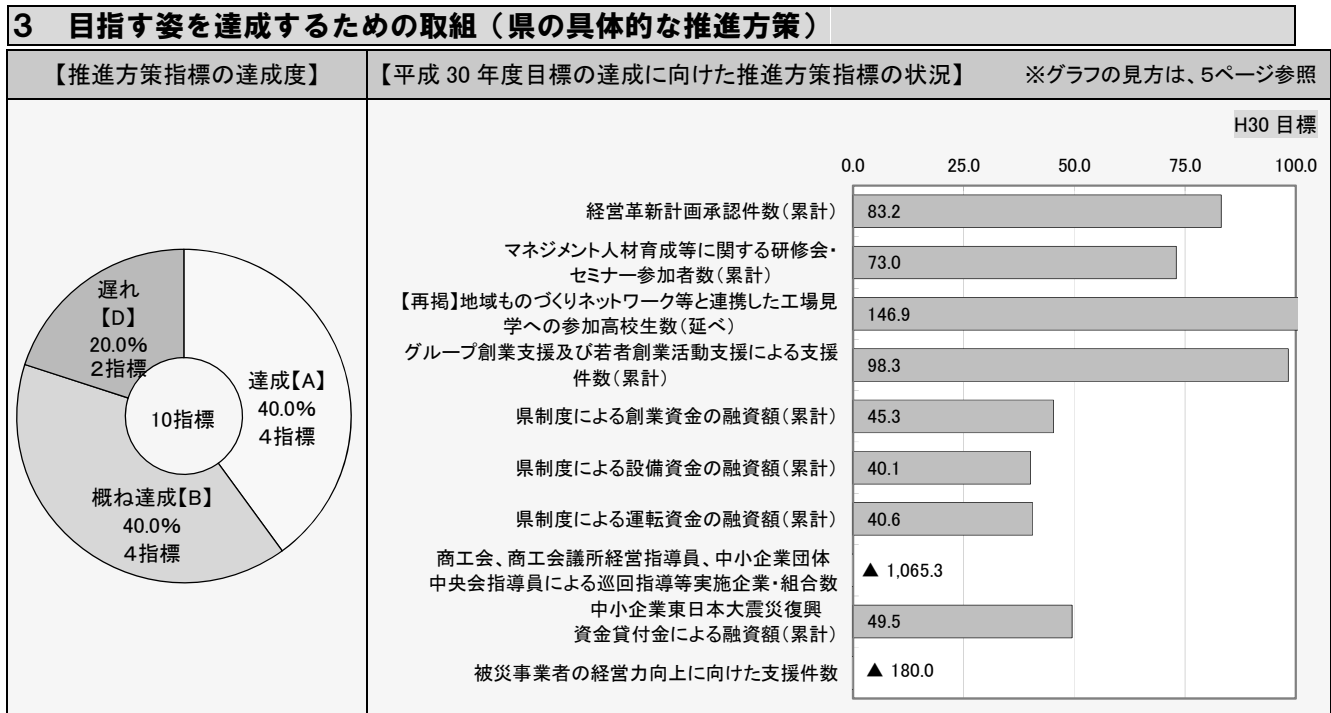 ３　目指す姿を達成するための取組（県の具体的な推進方策）
【推進方策指標の達成度】
【平成 30 年度目標の達成に向けた推進方策指標の状況】　※グラフの見方は、５ページ参照
遅れ
【D】
20.0%
２指標
達成【A】
40.0%
４指標
10指標
概ね達成【B】
40.0%
４指標
H30 目標
0.0 25.0 50.0 75.0 100.0
経営革新計画承認件数（累計） 83.2
マネジメント人材育成等に関する研修会・
セミナー参加者数（累計） 73.0
【再掲】地域ものづくりネットワーク等と連携した工場見
学への参加高校生数（延べ） 146.9
グループ創業支援及び若者創業活動支援による支援
件数（累計） 98.3
県制度による創業資金の融資額（累計） 45.3
県制度による設備資金の融資額（累計） 40.1
県制度による運転資金の融資額（累計） 40.6
商工会、商工会議所経営指導員、中小企業団体
中央会指導員による巡回指導等実施企業・組合数 ▲ 1,065.3
中小企業東日本大震災復興
資金貸付金による融資額（累計） 49.5
被災事業者の経営力向上に向けた支援件数 ▲ 180.0